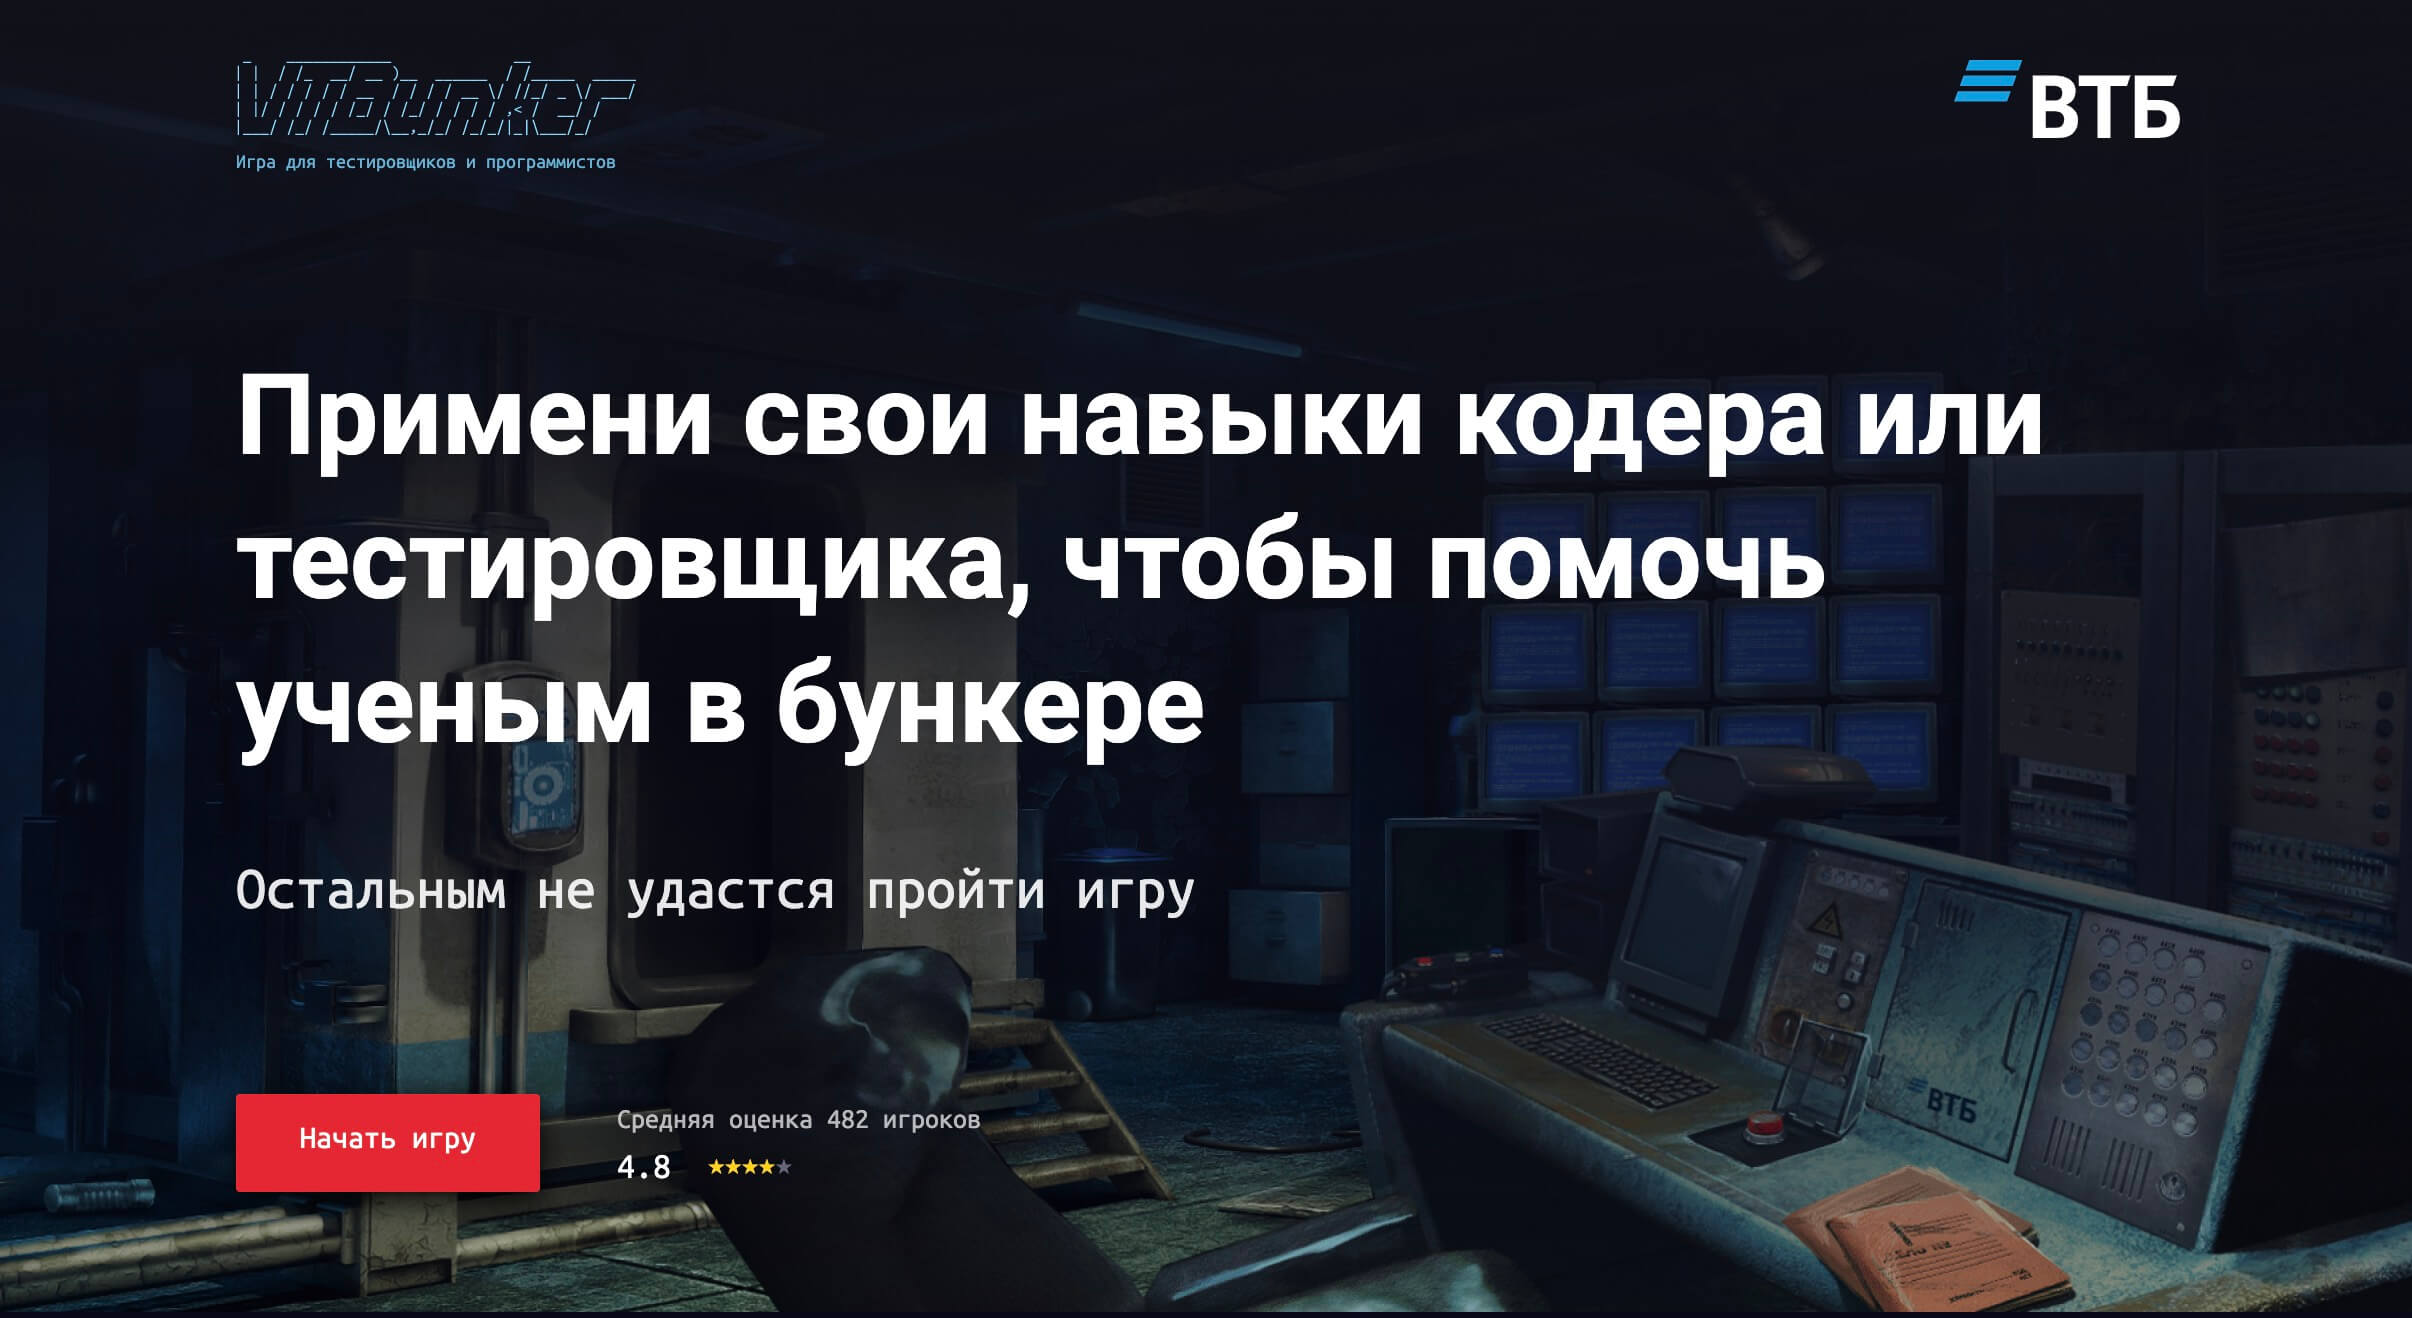 VTBunker
Игра для тестировщиков и программистов
ВТБ
Примени свои навыки кодера или
тестировщика, чтобы помочь
ученым в бункере
Остальным не удастся пройти игру
Начать игру
Средняя оценка 482 игроков
4.8
ВТБ